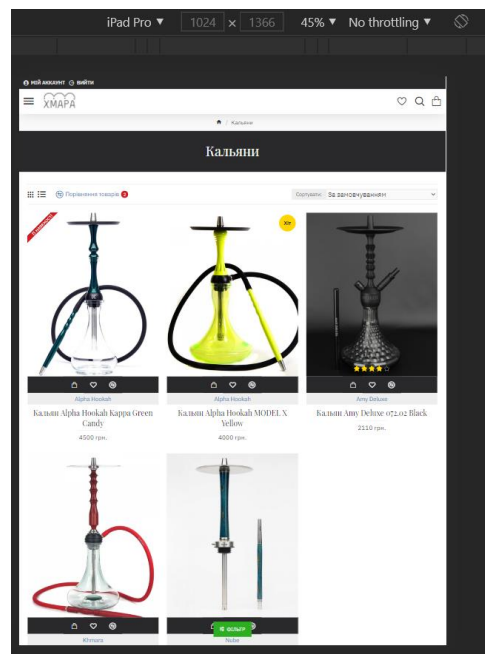 iPad Pro ▼ 1024 × 1366 45% ▼ No throttling ▼
МІЙ АККАУНТ ВИЙТИ
ХМАРА
/ Кальяни
Кальяни
Порівняння товарів
Сортувати: За замовчуванням
Хіт
Alpha Hookah
Alpha Hookah
Amy Deluxe
Кальян Alpha Hookah Kappa Green Candy
Кальян Alpha Hookah MODEL X Yellow
Кальян Amy Deluxe 072.02 Black
4500 грн.
4000 грн.
2110 грн.
ФІЛЬТР
Khmara
Nube